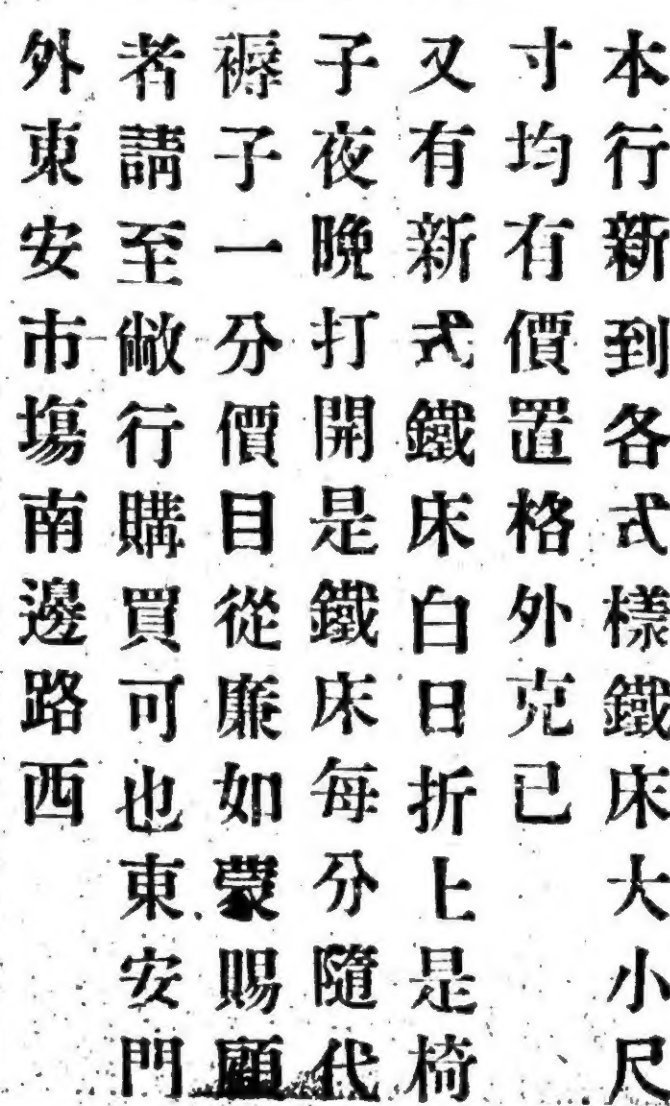 本行新到各式樣鐵床大小尺
寸均有價置格外克已
又有新式鐵床白日折上是椅
子夜晚打開是鐵床每分隨代
褥子一分價目從廉如蒙賜顧
者請至敝行購買可也東安門
外東安市塲南邊路西